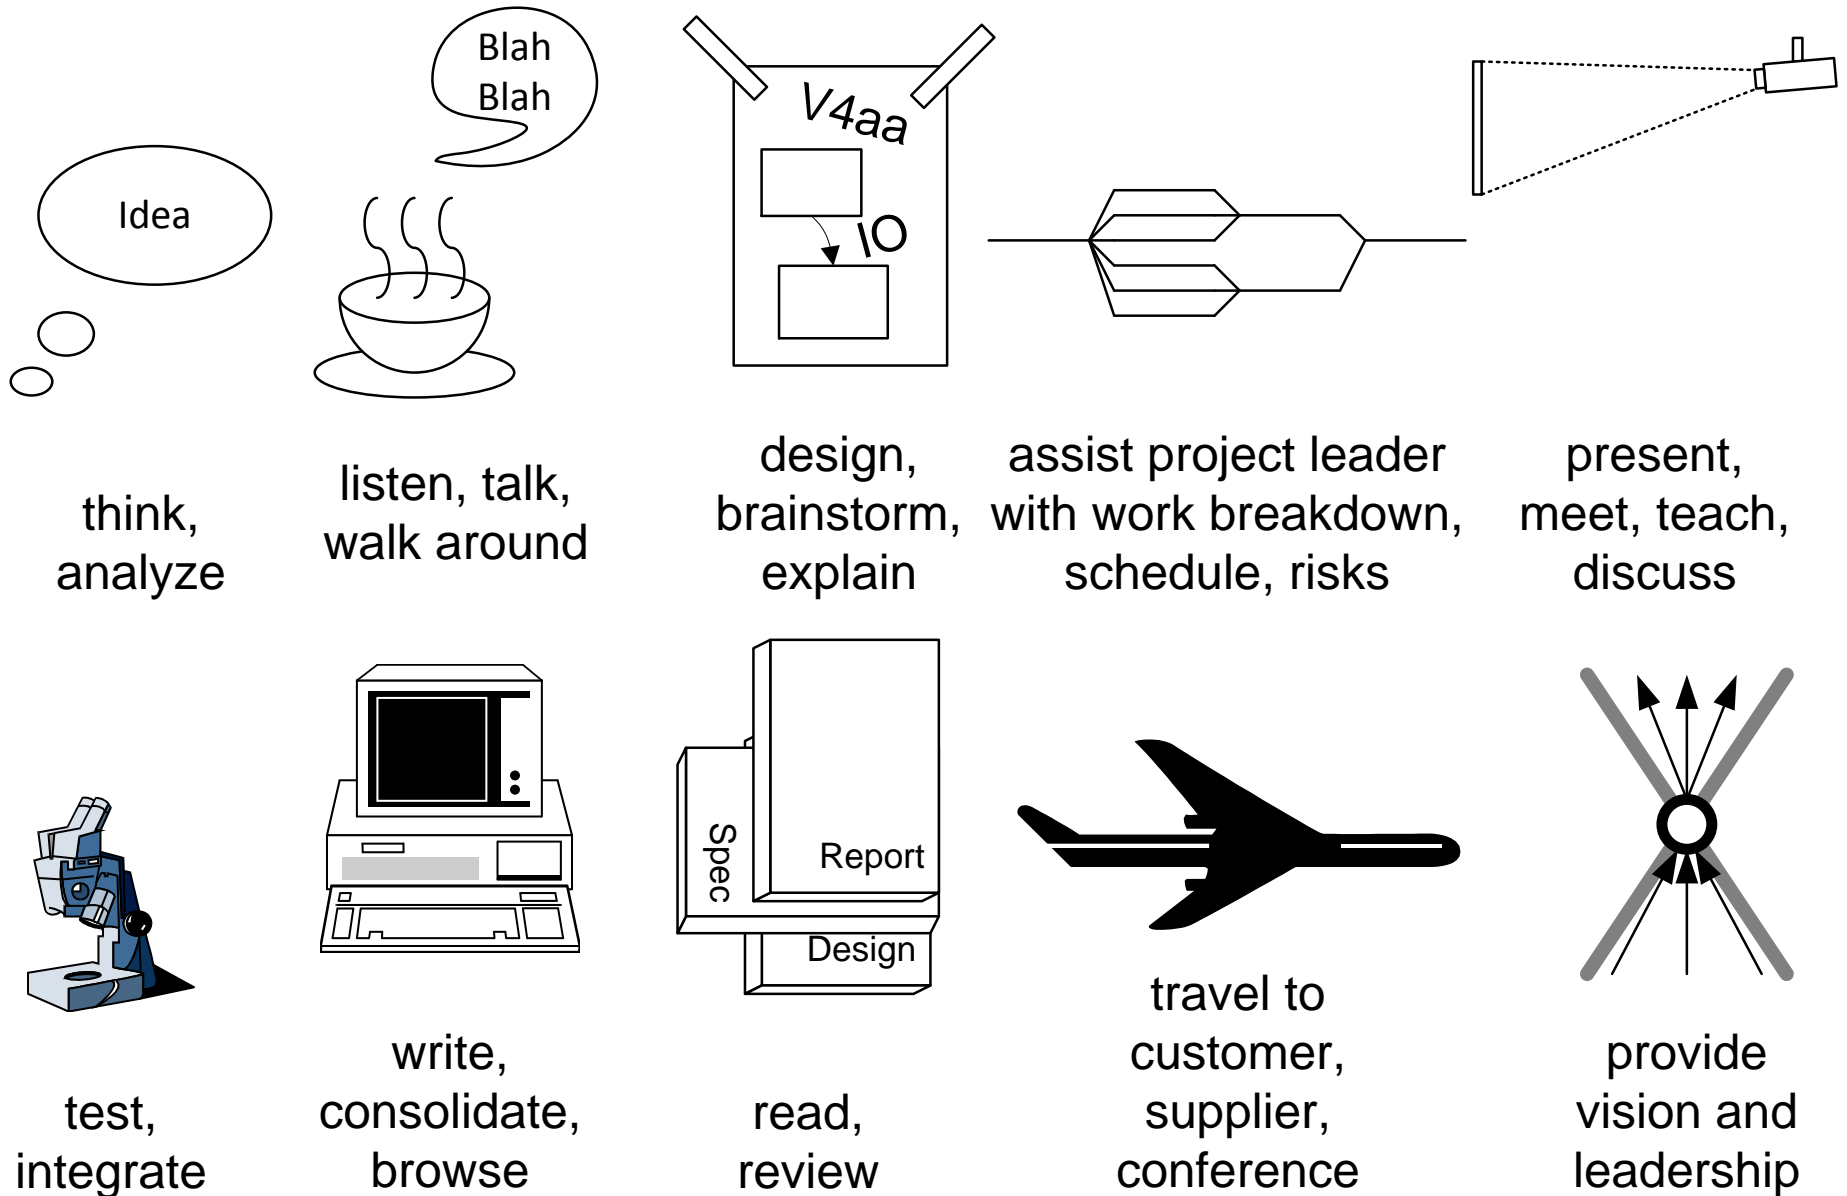 Blah
Blah
Idea
V4aa
IO
think,
analyze
listen, talk,
walk around
design,
brainstorm,
explain
assist project leader
with work breakdown,
schedule, risks
present,
meet, teach,
discuss
Spec
Report
Design
test,
integrate
write,
consolidate,
browse
read,
review
travel to
customer,
supplier,
conference
provide
vision and
leadership